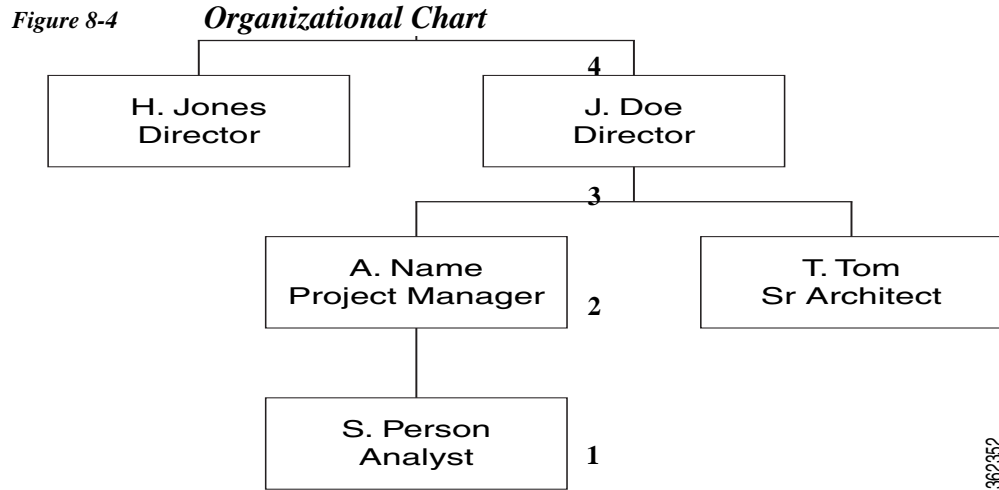 Figure 8-4 Organizational Chart
4
H. Jones
Director
J. Doe
Director
3
A. Name
Project Manager
2
T. Tom
Sr Architect
S. Person
Analyst
1
362352